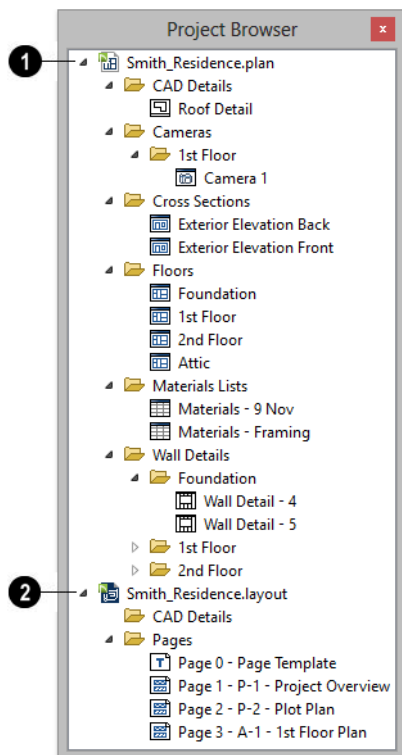 Project Browser
x
1
Smith_Residence.plan
CAD Details
Roof Detail
Cameras
1st Floor
Camera 1
Cross Sections
Exterior Elevation Back
Exterior Elevation Front
Floors
Foundation
1st Floor
2nd Floor
Attic
Materials Lists
Materials - 9 Nov
Materials - Framing
Wall Details
Foundation
Wall Detail - 4
Wall Detail - 5
1st Floor
2nd Floor
2
Smith_Residence.layout
CAD Details
Pages
T Page 0 - Page Template
Page 1 - P-1 - Project Overview
Page 2 - P-2 - Plot Plan
Page 3 - A-1 - 1st Floor Plan